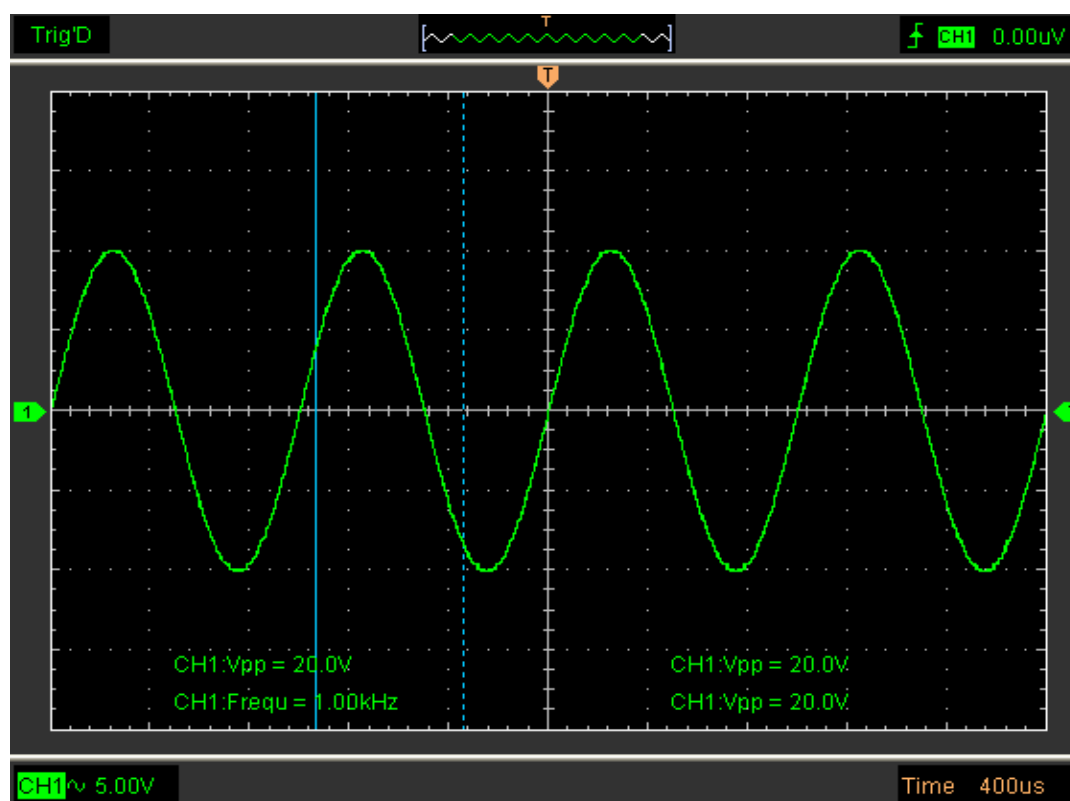 Trig'D
T
CH1 0.00uV
T
1
CH1:Vpp = 20.0V
CH1:Vpp = 20.0V
CH1:Frequ = 1.00kHz
CH1:Vpp = 20.0V
CH1 5.00V
Time 400us